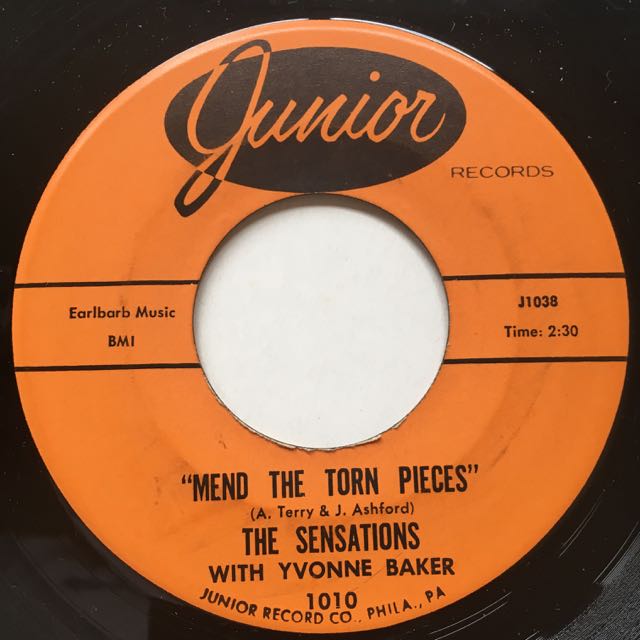 Junior
RECORDS
Earlbarb Music
BMI
J1038
Time: 2:30
"MEND THE TORN PIECES"
(A. Terry & J. Ashford)
THE SENSATIONS
WITH YVONNE BAKER
1010
JUNIOR RECORD CO., PHILA., PA